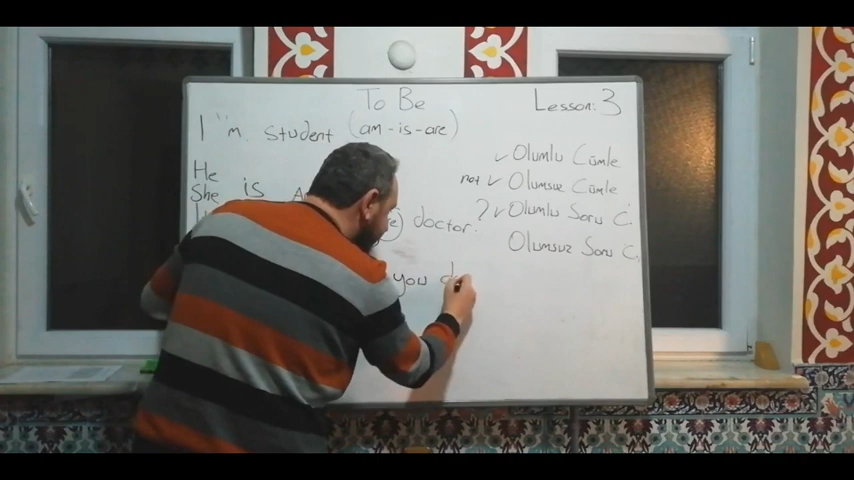 To Be
Lesson: 3
I'm student (am-is-are)
✓ Olumlu Cümle
He
not ✓ Olumsuz Cümle
She is A
? ✓ Olumlu Soru C
doctor.
Olumsuz Soru C.
you d